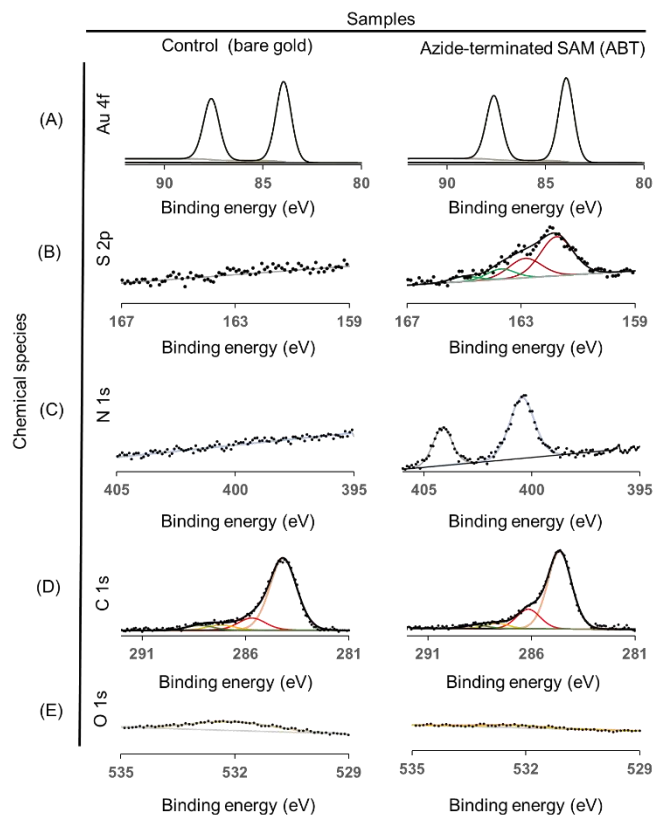 Samples
Control (bare gold)
Azide-terminated SAM (ABT)
Chemical species
(A)
Au 4f
90 85 80
90 85 80
Binding energy (eV)
Binding energy (eV)
(B)
S 2p
167 163 159
167 163 159
Binding energy (eV)
Binding energy (eV)
(C)
N 1s
405 400 395
405 400 395
Binding energy (eV)
Binding energy (eV)
(D)
C 1s
291 286 281
291 286 281
Binding energy (eV)
Binding energy (eV)
(E)
O 1s
535 532 529
535 532 529
Binding energy (eV)
Binding energy (eV)